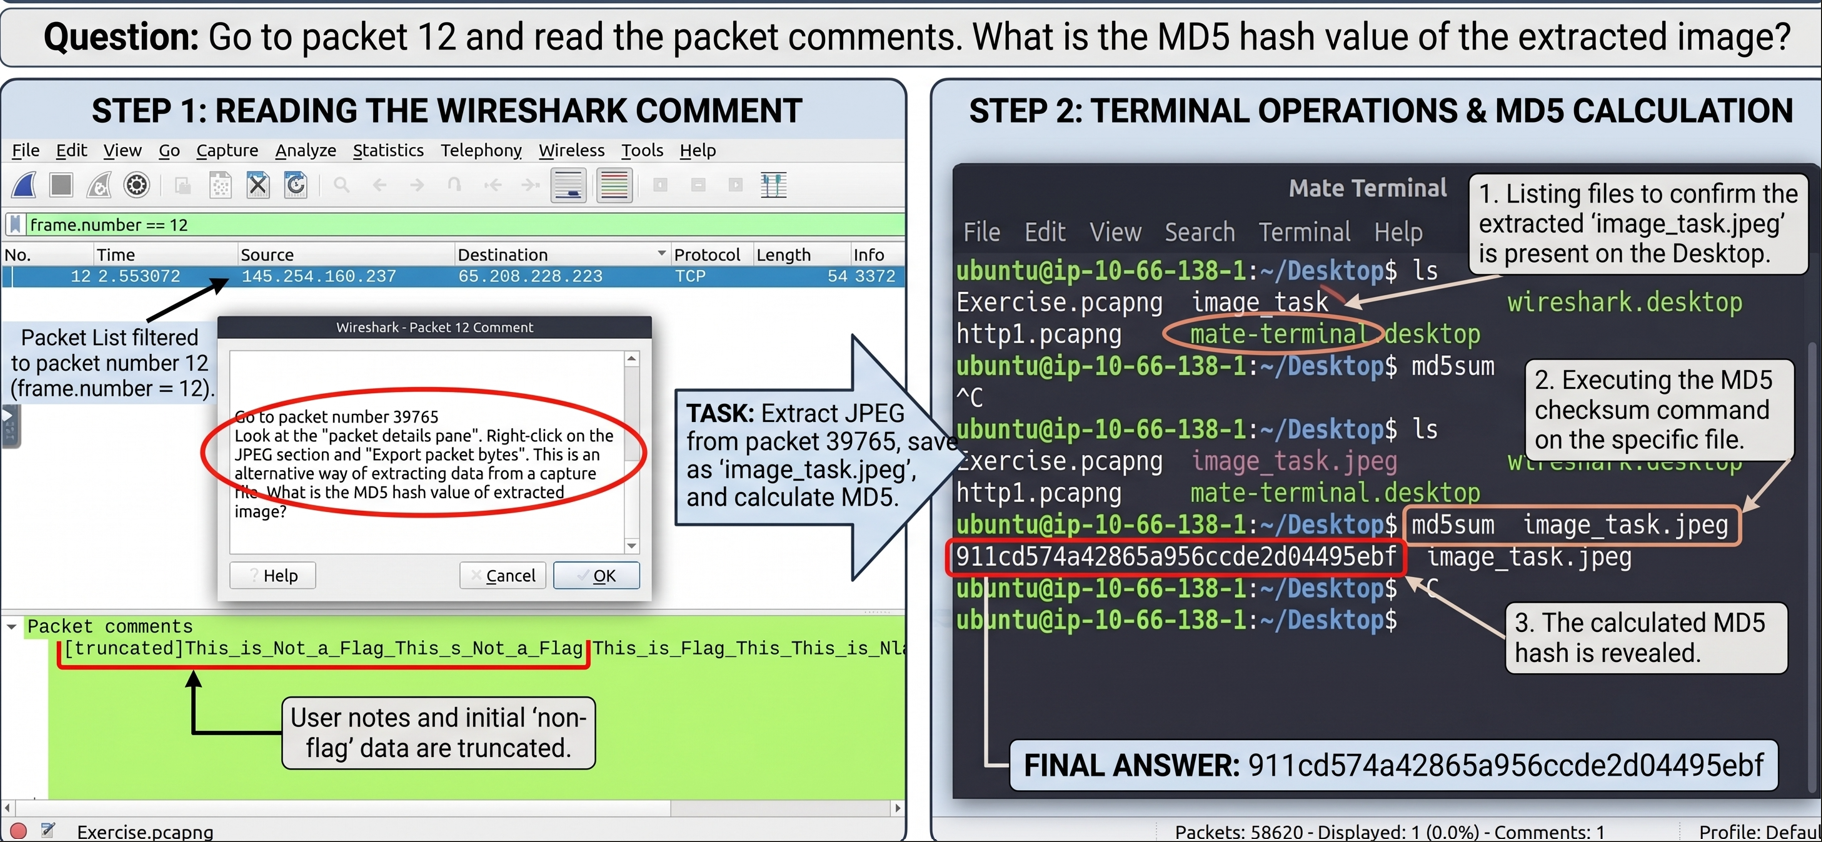 Question: Go to packet 12 and read the packet comments. What is the MD5 hash value of the extracted image?
STEP 1: READING THE WIRESHARK COMMENT
File Edit View Go Capture Analyze Statistics Telephony Wireless Tools Help
frame.number == 12
No. Time Source Destination Protocol Length Info
12 2.553072 145.254.160.237 65.208.228.223 TCP 54 3372
Packet List filtered
to packet number 12
(frame.number = 12).
Wireshark - Packet 12 Comment
Go to packet number 39765
Look at the "packet details pane". Right-click on the
JPEG section and "Export packet bytes". This is an
alternative way of extracting data from a capture
file. What is the MD5 hash value of extracted
image?
? Help Cancel OK
Packet comments
[truncated]This_is_Not_a_Flag_This_s_Not_a_Flag This_is_Flag_This_This_is_Nla
User notes and initial ‘non-
flag’ data are truncated.
Exercise.pcapng
TASK: Extract JPEG
from packet 39765, save
as ‘image_task.jpeg’,
and calculate MD5.
STEP 2: TERMINAL OPERATIONS & MD5 CALCULATION
Mate Terminal
File Edit View Search Terminal Help
1. Listing files to confirm the
extracted ‘image_task.jpeg’
is present on the Desktop.
ubuntu@ip-10-66-138-1:~/Desktop$ ls
Exercise.pcapng image_task wireshark.desktop
http1.pcapng mate-terminal.desktop
ubuntu@ip-10-66-138-1:~/Desktop$ md5sum
^C
ubuntu@ip-10-66-138-1:~/Desktop$ ls
Exercise.pcapng image_task.jpeg wireshark.desktop
http1.pcapng mate-terminal.desktop
2. Executing the MD5
checksum command
on the specific file.
ubuntu@ip-10-66-138-1:~/Desktop$ md5sum image_task.jpeg
911cd574a42865a956ccde2d04495ebf image_task.jpeg
ubuntu@ip-10-66-138-1:~/Desktop$ C
ubuntu@ip-10-66-138-1:~/Desktop$
3. The calculated MD5
hash is revealed.
FINAL ANSWER: 911cd574a42865a956ccde2d04495ebf
Packets: 58620 - Displayed: 1 (0.0%) - Comments: 1 Profile: Defaul